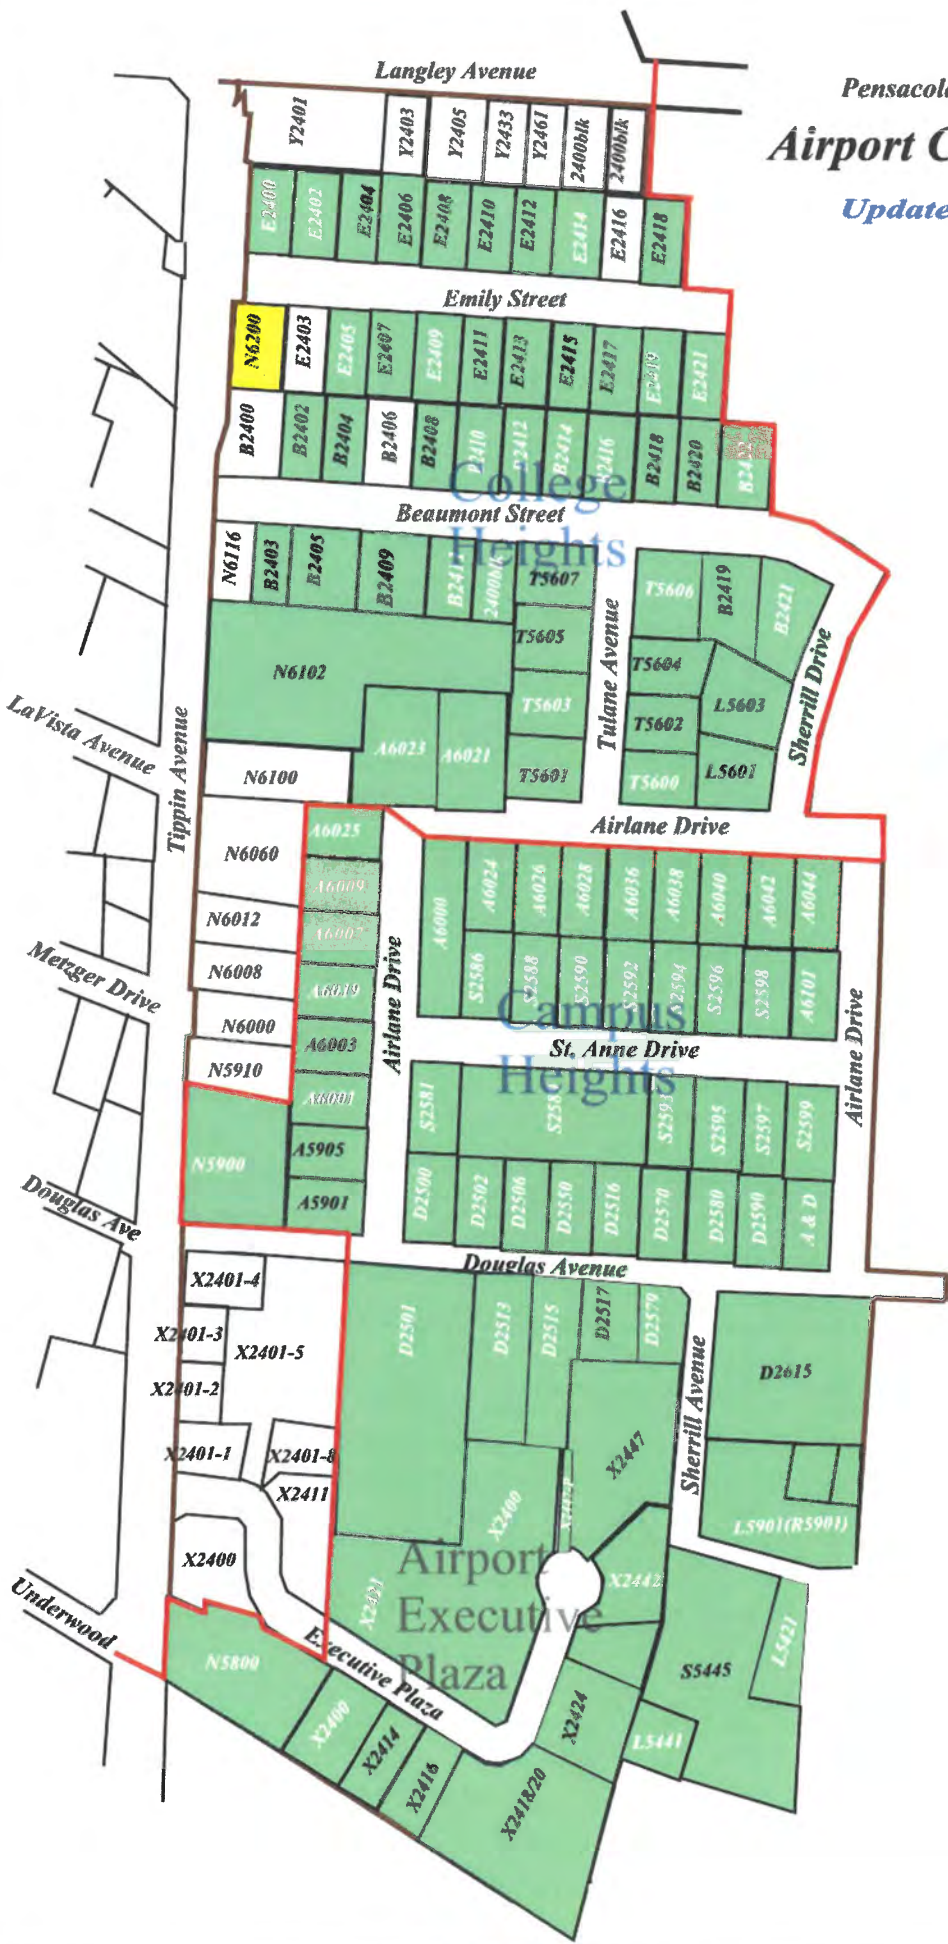 Langley Avenue
Pensacola
Airport C
Update
Y2401
Y2403
Y2405
Y2433
Y2461
2400blk
2400blk
E2400
E2402
E2404
E2406
E2408
E2410
E2412
E2414
E2416
E2418
Emily Street
N6200
E2403
E2405
E2407
E2409
E2411
E2413
E2415
E2417
E2419
E2421
B2400
B2402
B2404
B2406
B2408
B2412
B2414
B2418
B2420
College
Heights
Beaumont Street
N6116
B2403
B2405
B2409
T5607
T5606
B2419
B2421
T5605
T5604
L5603
T5603
T5602
T5601
T5600
L5601
N6102
Tulane Avenue
Sherrill Drive
LaVista Avenue
Tippin Avenue
A6023
A6021
N6100
Airlane Drive
N6060
A6025
A6009
A6007
N6012
A6000
A6024
A6026
A6028
A6036
A6038
A6040
A6042
A6044
Metzger Drive
N6008
A6019
Airlane Drive
S2586
S2588
S2590
S2592
S2594
S2596
S2598
A6101
N6000
A6003
Campus
Heights
St. Anne Drive
Airlane Drive
N5910
A6001
S2581
S2595
S2597
S2599
N5900
A5905
A5901
D2500
D2502
D2506
D2550
D2516
D2570
D2580
D2590
A & D
Douglas Ave
Douglas Avenue
X2401-4
X2401-3
X2401-5
X2401-2
X2401-1
X2401-8
X2411
D2501
D2513
D2515
D2517
D2579
Sherrill Avenue
D2615
X2447
X2400
L5901(R5901)
X2400
X2421
Airport
Executive
Plaza
X2442
L5421
Underwood
N5800
Executive Plaza
S5445
X2400
X2414
X2416
X2418/20
X2424
L5441